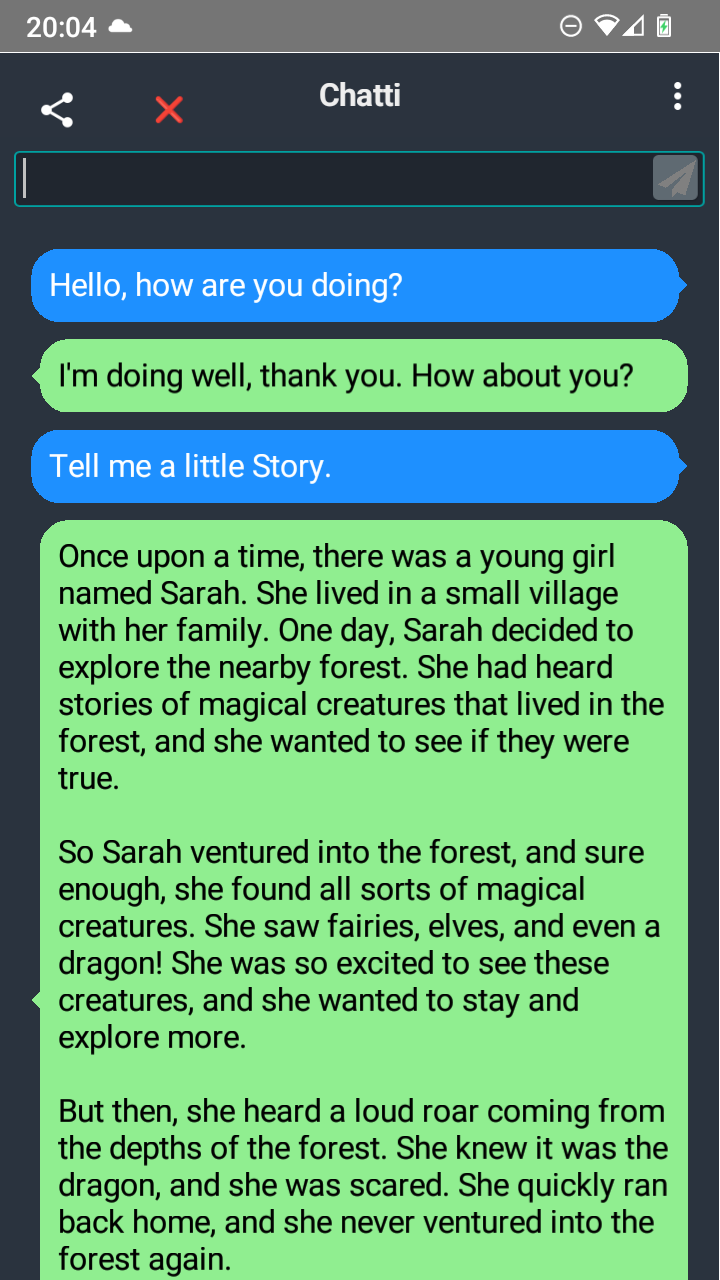 20:04
Chatti
Hello, how are you doing?
I'm doing well, thank you. How about you?
Tell me a little Story.
Once upon a time, there was a young girl
named Sarah. She lived in a small village
with her family. One day, Sarah decided to
explore the nearby forest. She had heard
stories of magical creatures that lived in the
forest, and she wanted to see if they were
true.
So Sarah ventured into the forest, and sure
enough, she found all sorts of magical
creatures. She saw fairies, elves, and even a
dragon! She was so excited to see these
creatures, and she wanted to stay and
explore more.
But then, she heard a loud roar coming from
the depths of the forest. She knew it was the
dragon, and she was scared. She quickly ran
back home, and she never ventured into the
forest again.